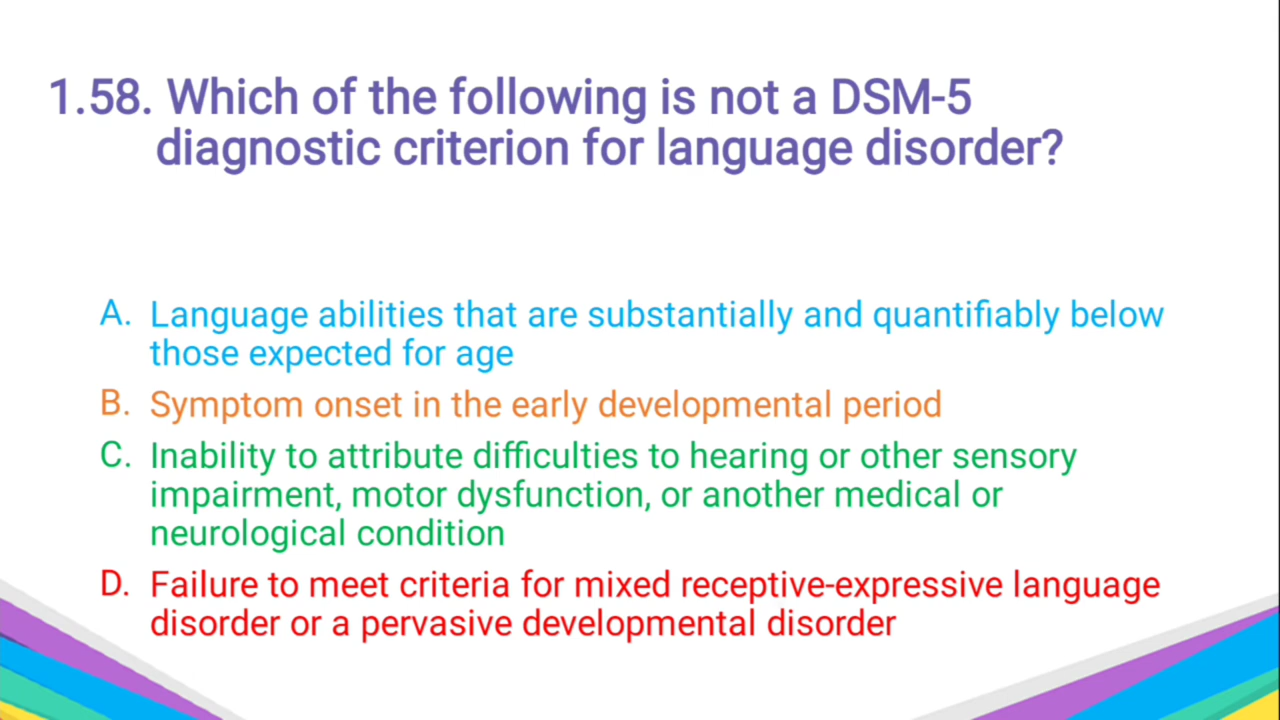 1.58. Which of the following is not a DSM-5
diagnostic criterion for language disorder?
A. Language abilities that are substantially and quantifiably below
those expected for age
B. Symptom onset in the early developmental period
C. Inability to attribute difficulties to hearing or other sensory
impairment, motor dysfunction, or another medical or
neurological condition
D. Failure to meet criteria for mixed receptive-expressive language
disorder or a pervasive developmental disorder